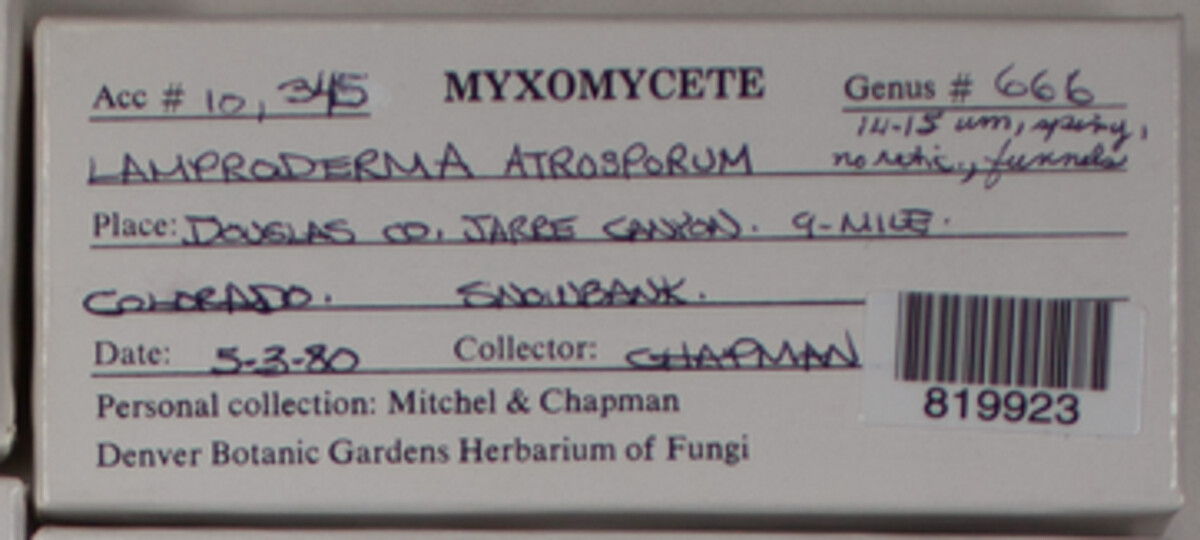 Acc # 10,345 MYXOMYCETE Genus # 666
14-15 um, spiny,
LAMPRODERMA ATROSPORUM no retic., funnels
Place: DOUGLAS CO. JARRE CANYON. 9-MILE.
COLORADO. SNOWBANK.
Date: 5-3-80 Collector: CHAPMAN
Personal collection: Mitchel & Chapman
Denver Botanic Gardens Herbarium of Fungi
819923